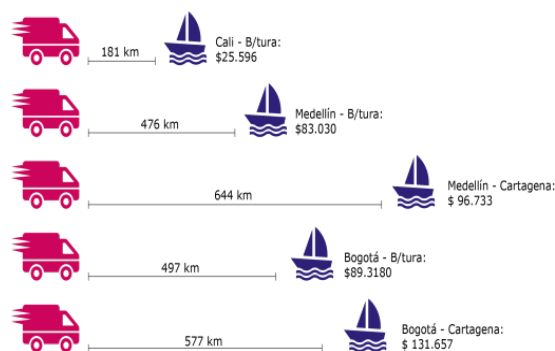 181 km
Cali - B/tura:
$25.596
476 km
Medellín - B/tura:
$83.030
644 km
Medellín - Cartagena:
$ 96.733
497 km
Bogotá - B/tura:
$89.3180
577 km
Bogotá - Cartagena:
$ 131.657